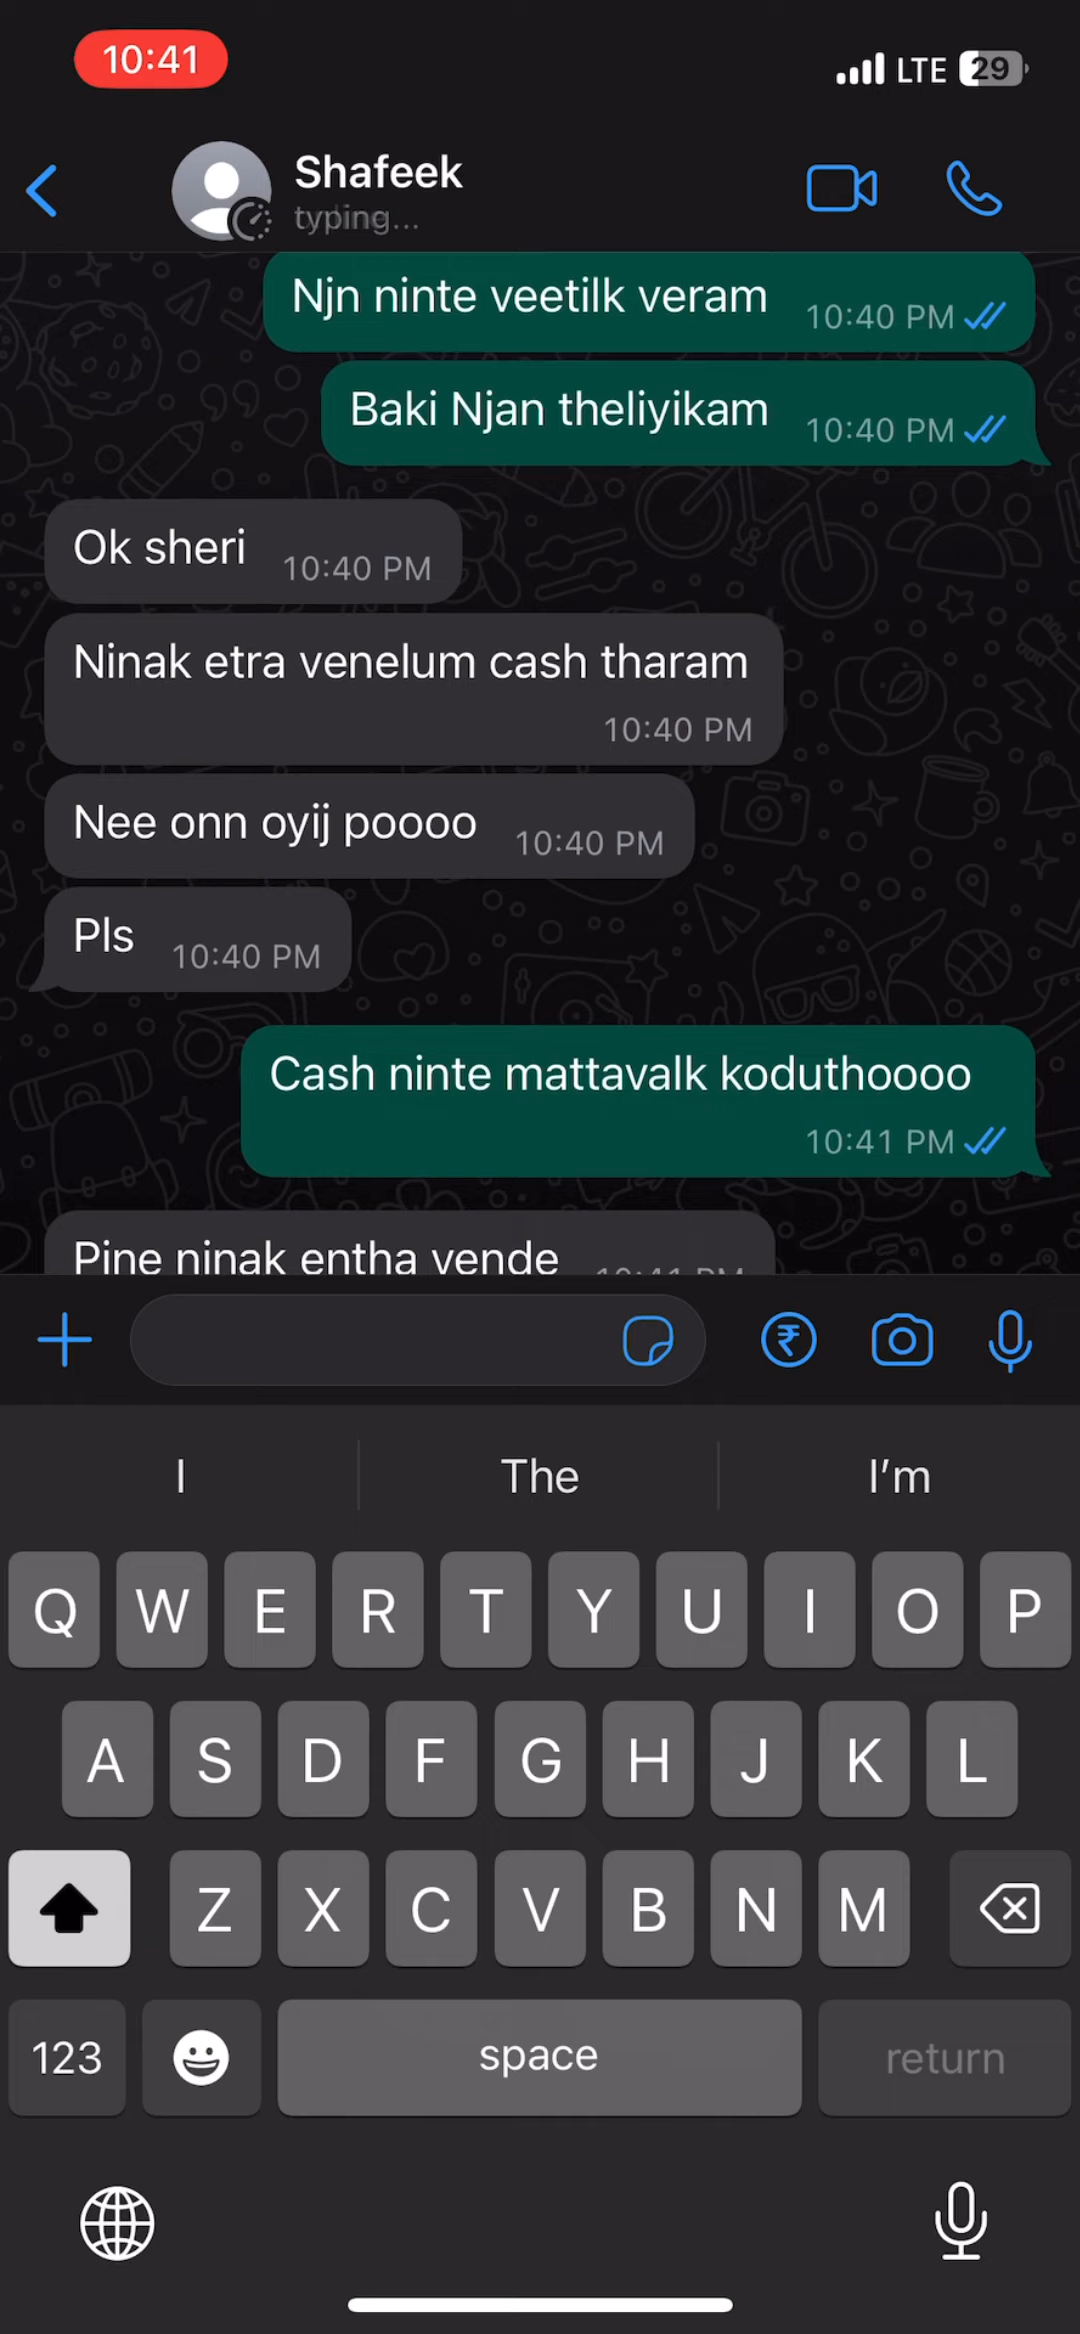 10:41
LTE 29
Shafeek
typing...
Njn ninte veetilk veram 10:40 PM
Baki Njan theliyikam 10:40 PM
Ok sheri 10:40 PM
Ninak etra venelum cash tharam
10:40 PM
Nee onn oyij poooo 10:40 PM
Pls 10:40 PM
Cash ninte mattavalk koduthoooo
10:41 PM
Pine ninak entha vende 10:41 PM
I The I'm
Q W E R T Y U I O P
A S D F G H J K L
Z X C V B N M
123 space return